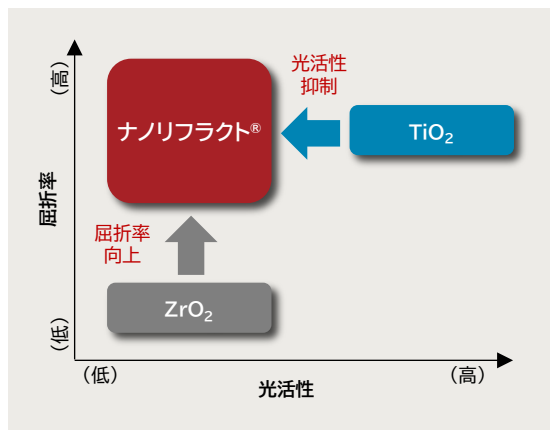 （高）
屈折率
（低）
ナノリフラクト®
光活性
抑制
TiO₂
屈折率
向上
ZrO₂
（低）
光活性
（高）